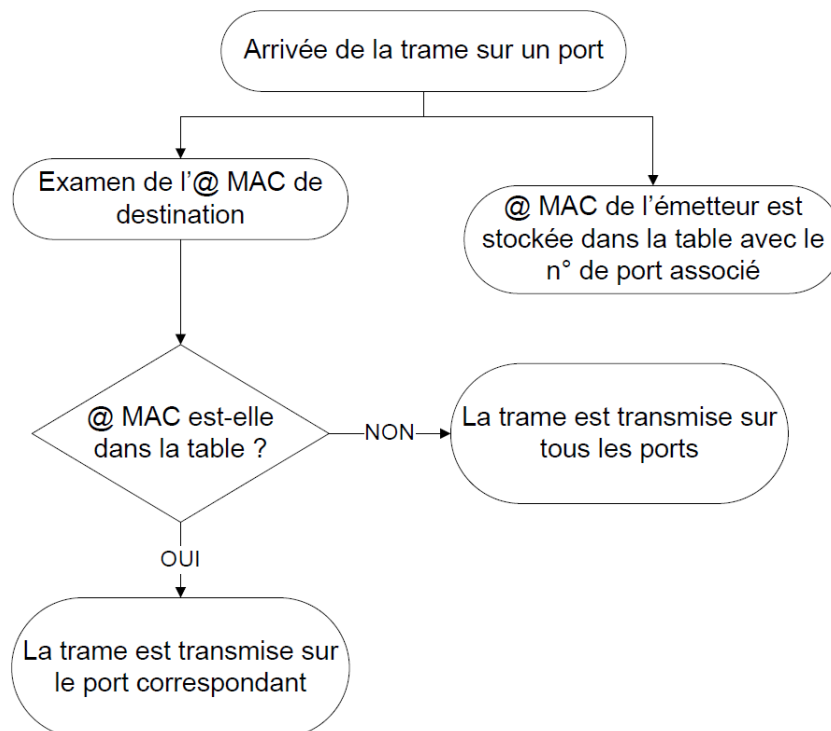 Arrivée de la trame sur un port
Examen de l'@ MAC de
destination
@ MAC de l'émetteur est
stockée dans la table avec le
n° de port associé
@ MAC est-elle
dans la table ?
NON
La trame est transmise sur
tous les ports
OUI
La trame est transmise sur
le port correspondant